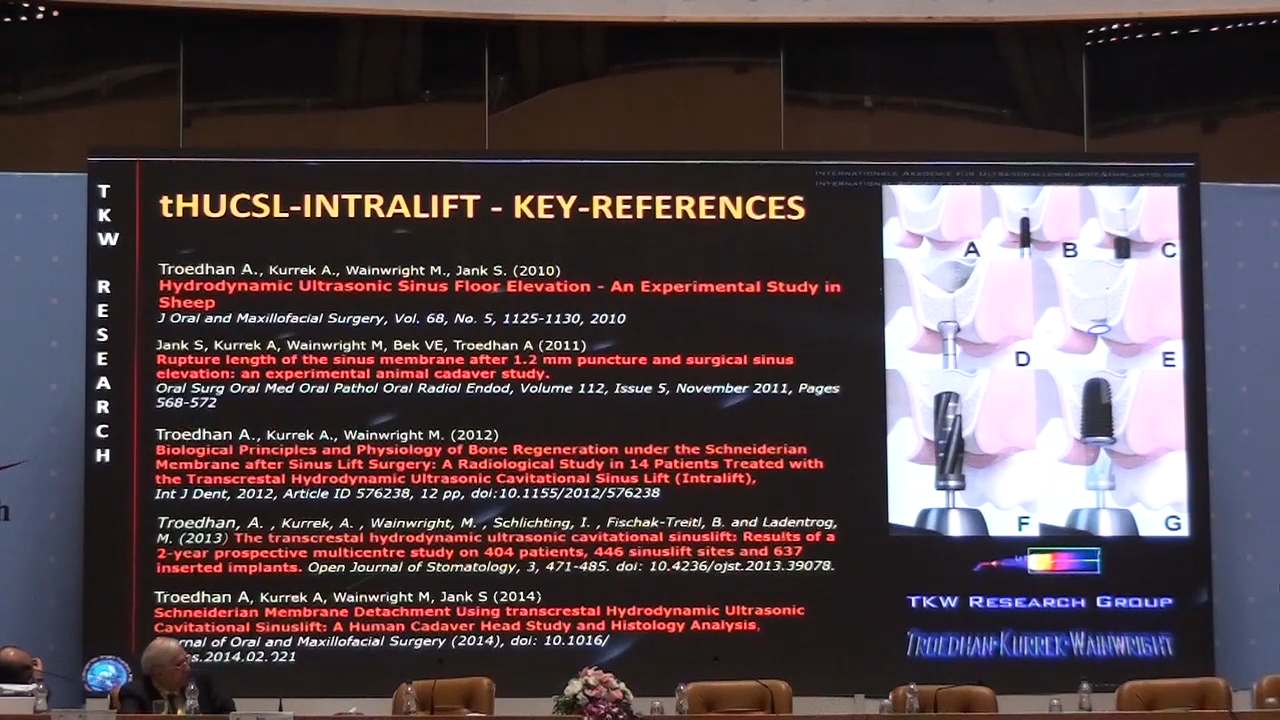 INTERNATIONALE AKADEMIE FÜR ULTRASCHALLCHIRURGIE&IMPLANTOLOGIE
TKW RESEARCH
tHUCSL-INTRALIFT - KEY-REFERENCES
Troedhan A., Kurrek A., Wainwright M., Jank S. (2010)
Hydrodynamic Ultrasonic Sinus Floor Elevation - An Experimental Study in
Sheep
J Oral and Maxillofacial Surgery, Vol. 68, No. 5, 1125-1130, 2010
Jank S, Kurrek A, Wainwright M, Bek VE, Troedhan A (2011)
Rupture length of the sinus membrane after 1.2 mm puncture and surgical sinus
elevation: an experimental animal cadaver study.
Oral Surg Oral Med Oral Pathol Oral Radiol Endod, Volume 112, Issue 5, November 2011, Pages
568-572
Troedhan A., Kurrek A., Wainwright M. (2012)
Biological Principles and Physiology of Bone Regeneration under the Schneiderian
Membrane after Sinus Lift Surgery: A Radiological Study in 14 Patients Treated with
the Transcrestal Hydrodynamic Ultrasonic Cavitational Sinus Lift (Intralift),
Int J Dent, 2012, Article ID 576238, 12 pp, doi:10.1155/2012/576238
Troedhan, A. , Kurrek, A. , Wainwright, M. , Schlichting, I. , Fischak-Treitl, B. and Ladentrog,
M. (2013) The transcrestal hydrodynamic ultrasonic cavitational sinuslift: Results of a
2-year prospective multicentre study on 404 patients, 446 sinuslift sites and 637
inserted implants. Open Journal of Stomatology, 3, 471-485. doi: 10.4236/ojst.2013.39078.
Troedhan A, Kurrek A, Wainwright M, Jank S (2014)
Schneiderian Membrane Detachment Using transcrestal Hydrodynamic Ultrasonic
Cavitational Sinuslift: A Human Cadaver Head Study and Histology Analysis,
rnal of Oral and Maxillofacial Surgery (2014), doi: 10.1016/
s.2014.02.021
A B C
D E
F G
TKW RESEARCH GROUP
TROEDHAN·KURREK·WAINWRIGHT
h